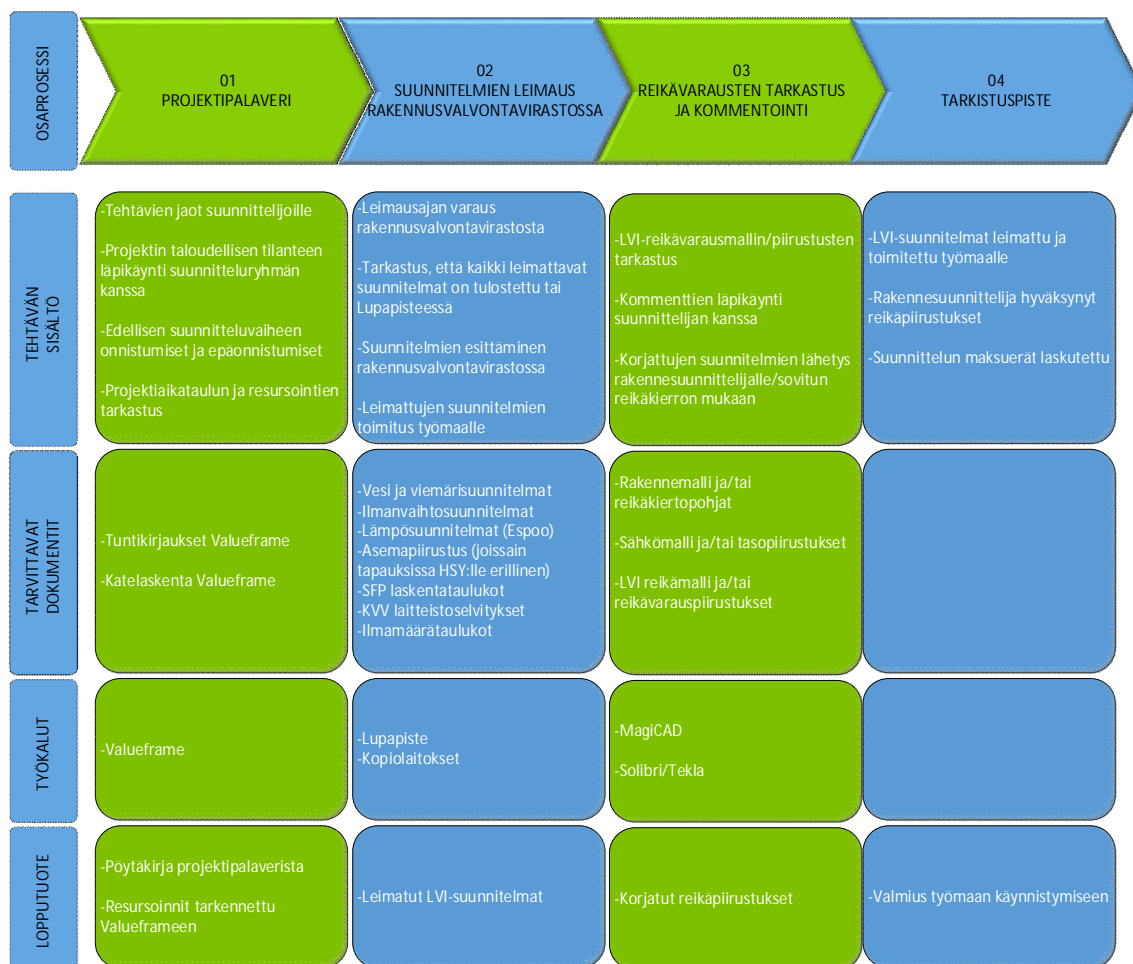 OSAPROSESSI
01
PROJEKTIPALAVERI
02
SUUNNITELMIEN LEIMAUS
RAKENNUSVALVONTAVIRASTOSSA
03
REIKÄVARAUSTEN TARKASTUS
JA KOMMENTOINTI
04
TARKISTUSPISTE
TEHTÄVÄN
SISÄLTÖ
-Tehtävien jaot suunnittelijoille
-Projektin taloudellisen tilanteen
läpikäynti suunnitteluryhmän
kanssa
-Edellisen suunnitteluvaiheen
onnistumiset ja epäonnistumiset
-Projektiaikataulun ja resursointien
tarkastus
-Leimausajan varaus
rakennusvalvontavirastosta
-Tarkastus, että kaikki leimattavat
suunnitelmat on tulostettu tai
Lupapisteessä
-Suunnitelmien esittäminen
rakennusvalvontavirastossa
-Leimattujen suunnitelmien
toimitus työmaalle
-LVI-reikävarausmallin/piirustusten
tarkastus
-Kommenttien läpikäynti
suunnittelijan kanssa
-Korjattujen suunnitelmien lähetys
rakennesuunnittelijalle/sovitun
reikäkierron mukaan
-LVI-suunnitelmat leimattu ja
toimitettu työmaalle
-Rakennesuunnittelija hyväksynyt
reikäpiirustukset
-Suunnittelun maksuerät laskutettu
TARVITTAVAT
DOKUMENTIT
-Tuntikirjaukset Valueframe
-Katelaskenta Valueframe
-Vesi ja viemärisuunnitelmat
-Ilmanvaihtosuunnitelmat
-Lämpösuunnitelmat (Espoo)
-Asemapiirustus (joissain
tapauksissa HSY:lle erillinen)
-SFP laskentataulukot
-KVV laitteistoselvitykset
-Ilmamäärätaulukot
-Rakennemalli ja/tai
reikäkiertopohjat
-Sähkömalli ja/tai tasopiirustukset
-LVI reikämalli ja/tai
reikävarauspiirustukset
TYÖKALUT
-Valueframe
-Lupapiste
-Kopiolaitokset
-MagiCAD
-Solibri/Tekla
LOPPUTUOTE
-Pöytäkirja projektipalaverista
-Resursoinnit tarkennettu
Valueframeen
-Leimatut LVI-suunnitelmat
-Korjatut reikäpiirustukset
-Valmius työmaan käynnistymiseen